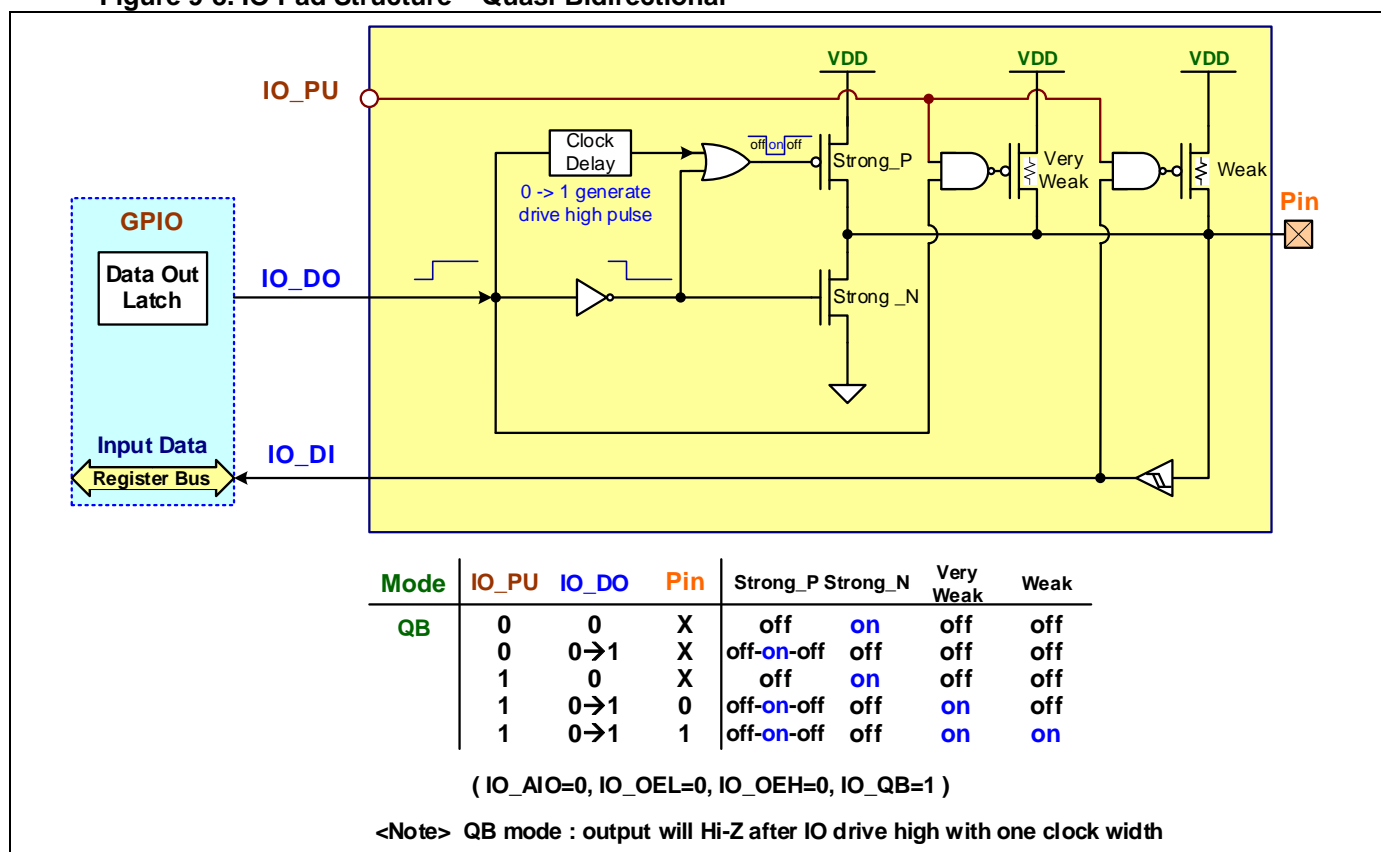 VDD
VDD
VDD
IO_PU
Clock
Delay
off on off
Strong_P
Very
Weak
Weak
0 -> 1 generate
drive high pulse
Pin
GPIO
Data Out
Latch
IO_DO
Strong _N
Input Data
IO_DI
Register Bus
Mode IO_PU IO_DO Pin Strong_P Strong_N Very Weak Weak
QB 0 0 X off on off off
0 0→1 X off-on-off off off off
1 0 X off on off off
1 0→1 0 off-on-off off on off
1 0→1 1 off-on-off off on on
( IO_AIO=0, IO_OEL=0, IO_OEH=0, IO_QB=1 )
<Note> QB mode : output will Hi-Z after IO drive high with one clock width